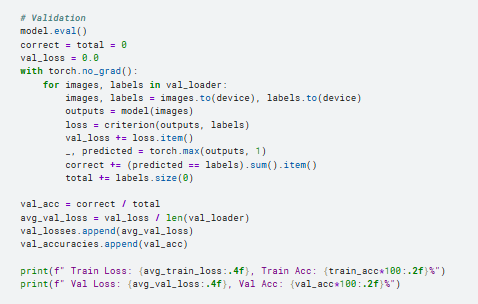 # Validation
model.eval()
correct = total = 0
val_loss = 0.0
with torch.no_grad():
    for images, labels in val_loader:
        images, labels = images.to(device), labels.to(device)
        outputs = model(images)
        loss = criterion(outputs, labels)
        val_loss += loss.item()
        _, predicted = torch.max(outputs, 1)
        correct += (predicted == labels).sum().item()
        total += labels.size(0)
val_acc = correct / total
avg_val_loss = val_loss / len(val_loader)
val_losses.append(avg_val_loss)
val_accuracies.append(val_acc)
print(f" Train Loss: {avg_train_loss:.4f}, Train Acc: {train_acc*100:.2f}%")
print(f" Val Loss: {avg_val_loss:.4f}, Val Acc: {val_acc*100:.2f}%")